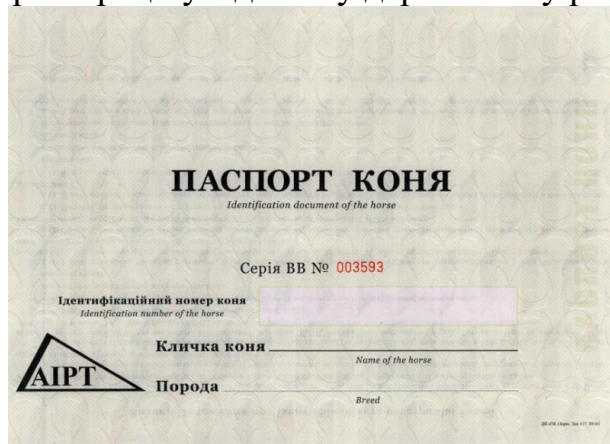 ПАСПОРТ КОНЯ
Identification document of the horse
Серія ВВ № 003593
Ідентифікаційний номер коня
Identification number of the horse
Кличка коня
Name of the horse
АІРТ
Порода
Breed